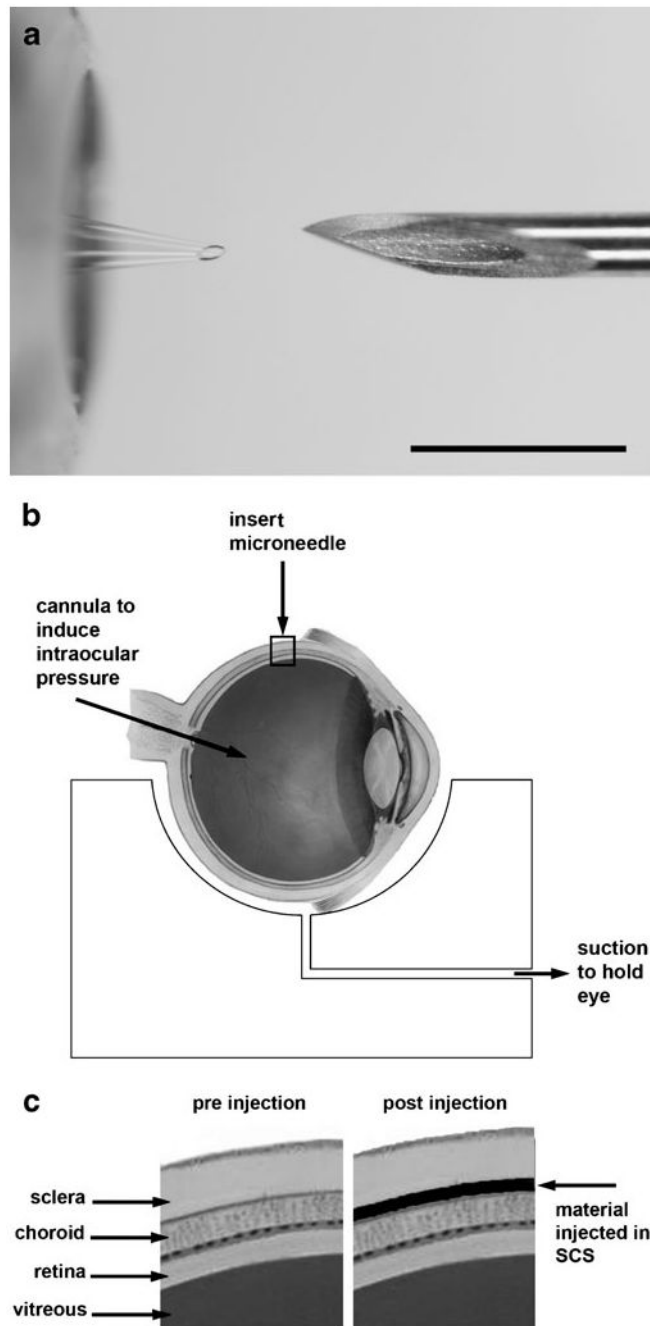 a
b
insert
microneedle
cannula to
induce
intraocular
pressure
suction
to hold
eye
c
pre injection
post injection
sclera
choroid
retina
vitreous
material
injected in
SCS